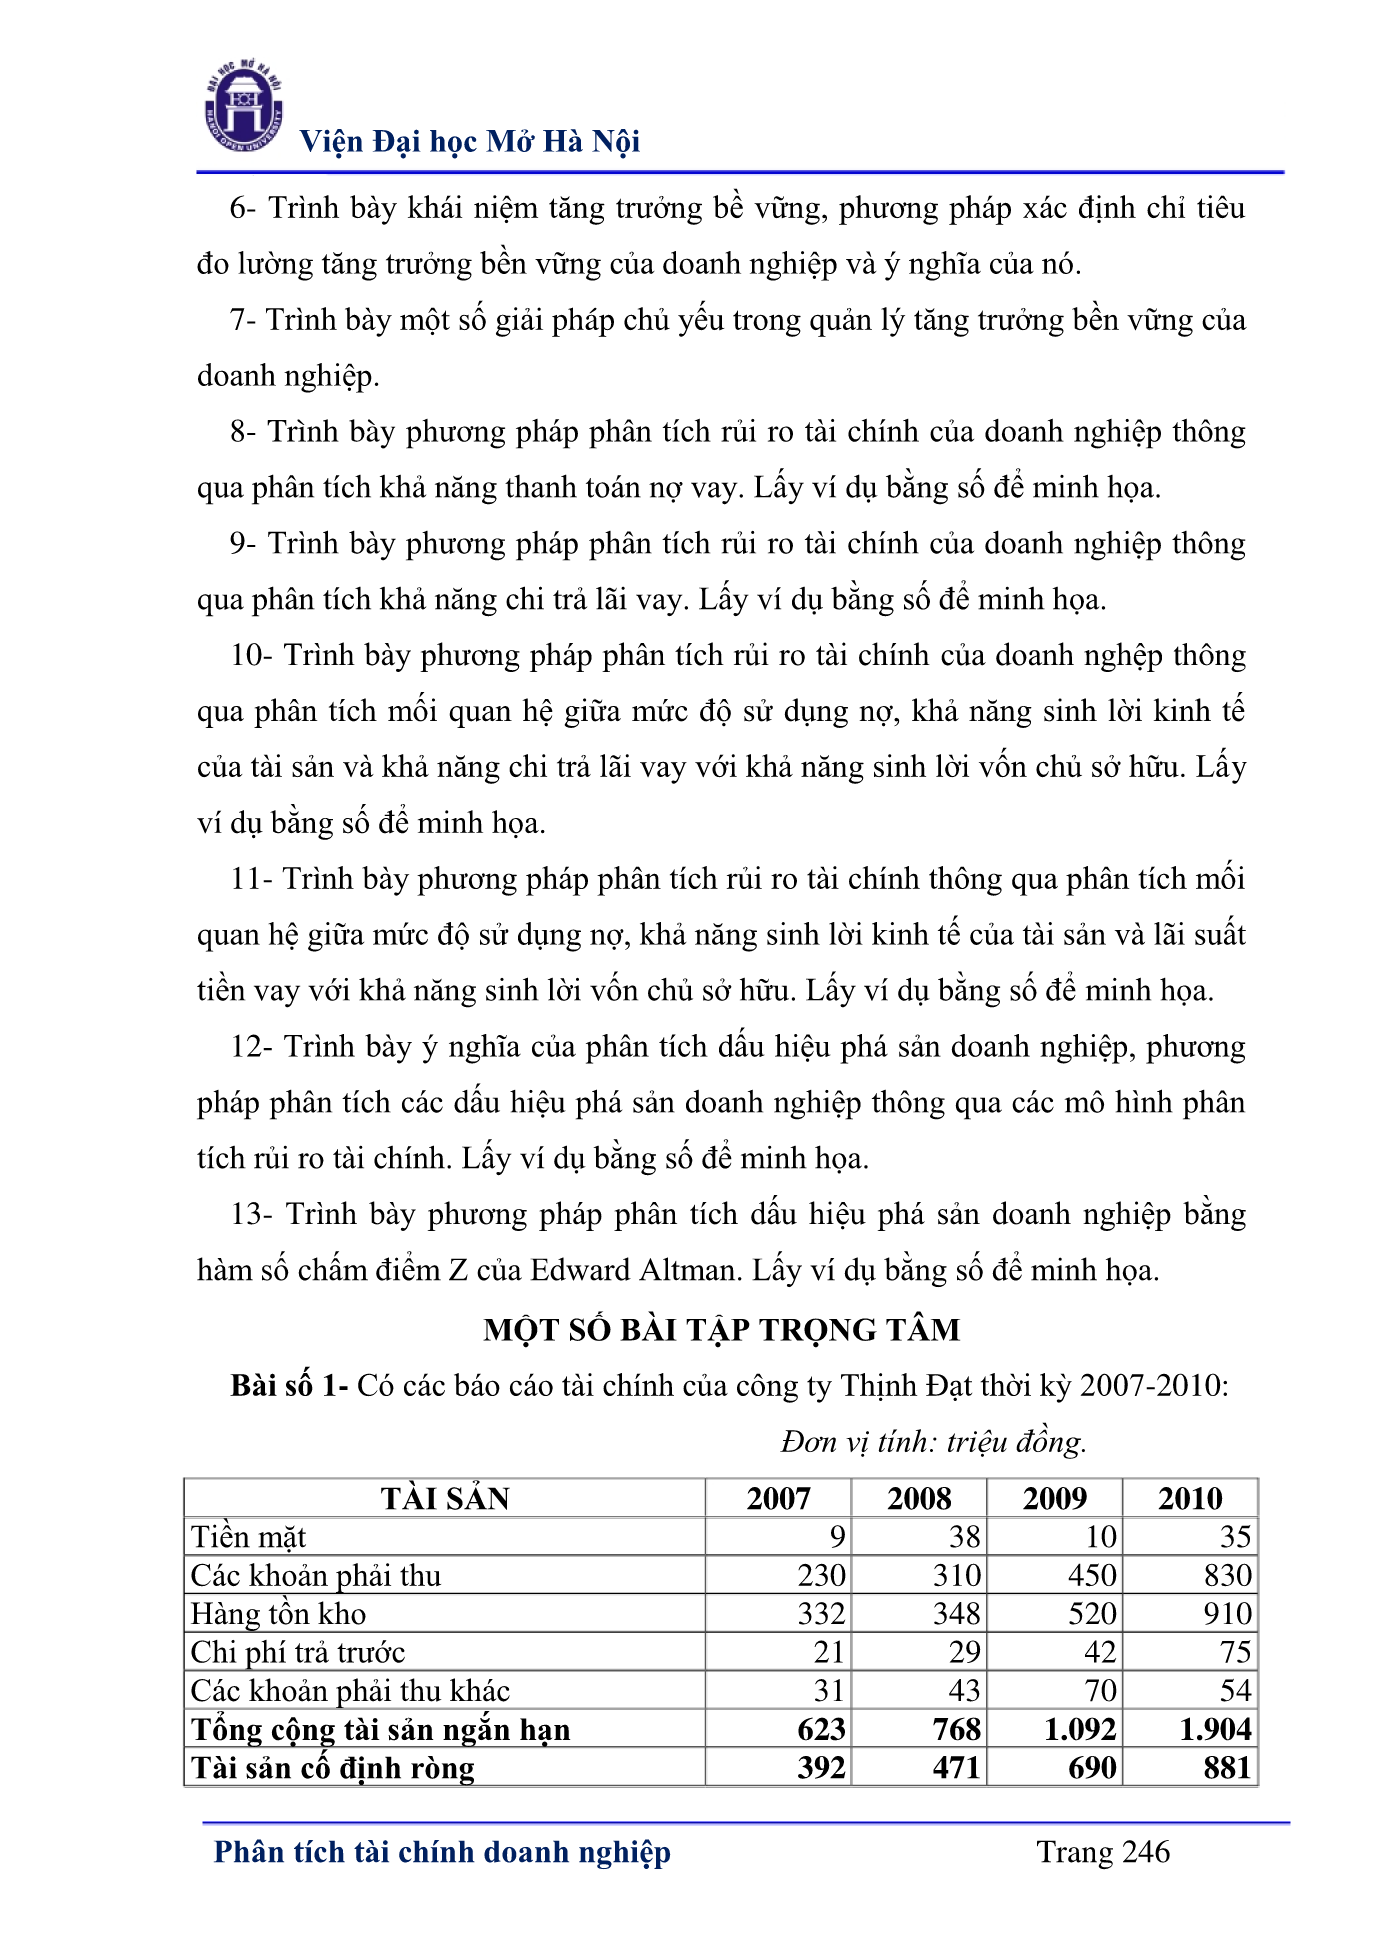 ĐẠI HỌC MỞ HÀ NỘI
HANOI OPEN UNIVERSITY
Viện Đại học Mở Hà Nội
6- Trình bày khái niệm tăng trưởng bề vững, phương pháp xác định chỉ tiêu
đo lường tăng trưởng bền vững của doanh nghiệp và ý nghĩa của nó.
7- Trình bày một số giải pháp chủ yếu trong quản lý tăng trưởng bền vững của
doanh nghiệp.
8- Trình bày phương pháp phân tích rủi ro tài chính của doanh nghiệp thông
qua phân tích khả năng thanh toán nợ vay. Lấy ví dụ bằng số để minh họa.
9- Trình bày phương pháp phân tích rủi ro tài chính của doanh nghiệp thông
qua phân tích khả năng chi trả lãi vay. Lấy ví dụ bằng số để minh họa.
10- Trình bày phương pháp phân tích rủi ro tài chính của doanh nghệp thông
qua phân tích mối quan hệ giữa mức độ sử dụng nợ, khả năng sinh lời kinh tế
của tài sản và khả năng chi trả lãi vay với khả năng sinh lời vốn chủ sở hữu. Lấy
ví dụ bằng số để minh họa.
11- Trình bày phương pháp phân tích rủi ro tài chính thông qua phân tích mối
quan hệ giữa mức độ sử dụng nợ, khả năng sinh lời kinh tế của tài sản và lãi suất
tiền vay với khả năng sinh lời vốn chủ sở hữu. Lấy ví dụ bằng số để minh họa.
12- Trình bày ý nghĩa của phân tích dấu hiệu phá sản doanh nghiệp, phương
pháp phân tích các dấu hiệu phá sản doanh nghiệp thông qua các mô hình phân
tích rủi ro tài chính. Lấy ví dụ bằng số để minh họa.
13- Trình bày phương pháp phân tích dấu hiệu phá sản doanh nghiệp bằng
hàm số chấm điểm Z của Edward Altman. Lấy ví dụ bằng số để minh họa.
MỘT SỐ BÀI TẬP TRỌNG TÂM
Bài số 1- Có các báo cáo tài chính của công ty Thịnh Đạt thời kỳ 2007-2010:
Đơn vị tính: triệu đồng.
TÀI SẢN 2007 2008 2009 2010
Tiền mặt 9 38 10 35
Các khoản phải thu 230 310 450 830
Hàng tồn kho 332 348 520 910
Chi phí trả trước 21 29 42 75
Các khoản phải thu khác 31 43 70 54
Tổng cộng tài sản ngắn hạn 623 768 1.092 1.904
Tài sản cố định ròng 392 471 690 881
Phân tích tài chính doanh nghiệp Trang 246